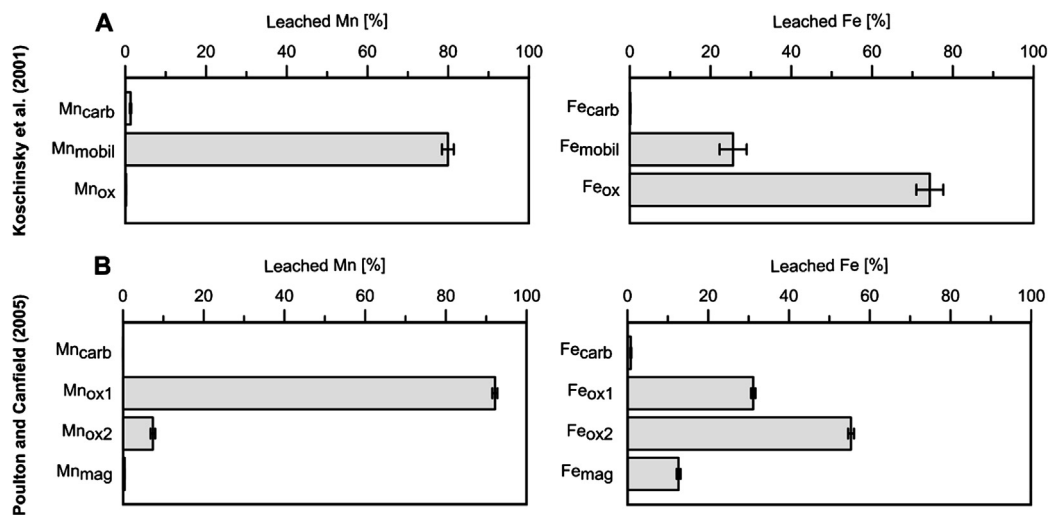 A
Leached Mn [%]
Leached Fe [%]
0 20 40 60 80 100
0 20 40 60 80 100
Koschinsky et al. (2001)
Mncarb
Mnmobil
Mnox
Fecarb
Femobil
Feox
B
Leached Mn [%]
Leached Fe [%]
0 20 40 60 80 100
0 20 40 60 80 100
Poulton and Canfield (2005)
Mncarb
Mnox1
Mnox2
Mnmag
Fecarb
Feox1
Feox2
Femag